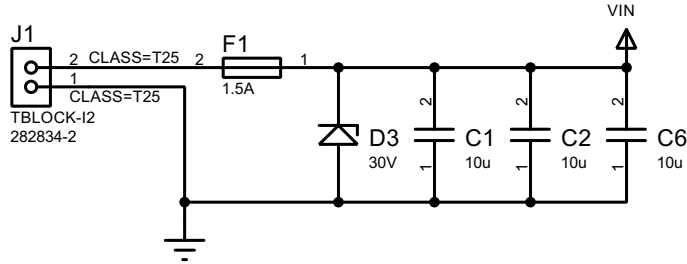 VIN
J1
2 CLASS=T25 2
F1
1
1.5A
1
CLASS=T25
TBLOCK-I2
282834-2
D3
30V
2
1
C1
10u
2
1
C2
10u
2
1
C6
10u